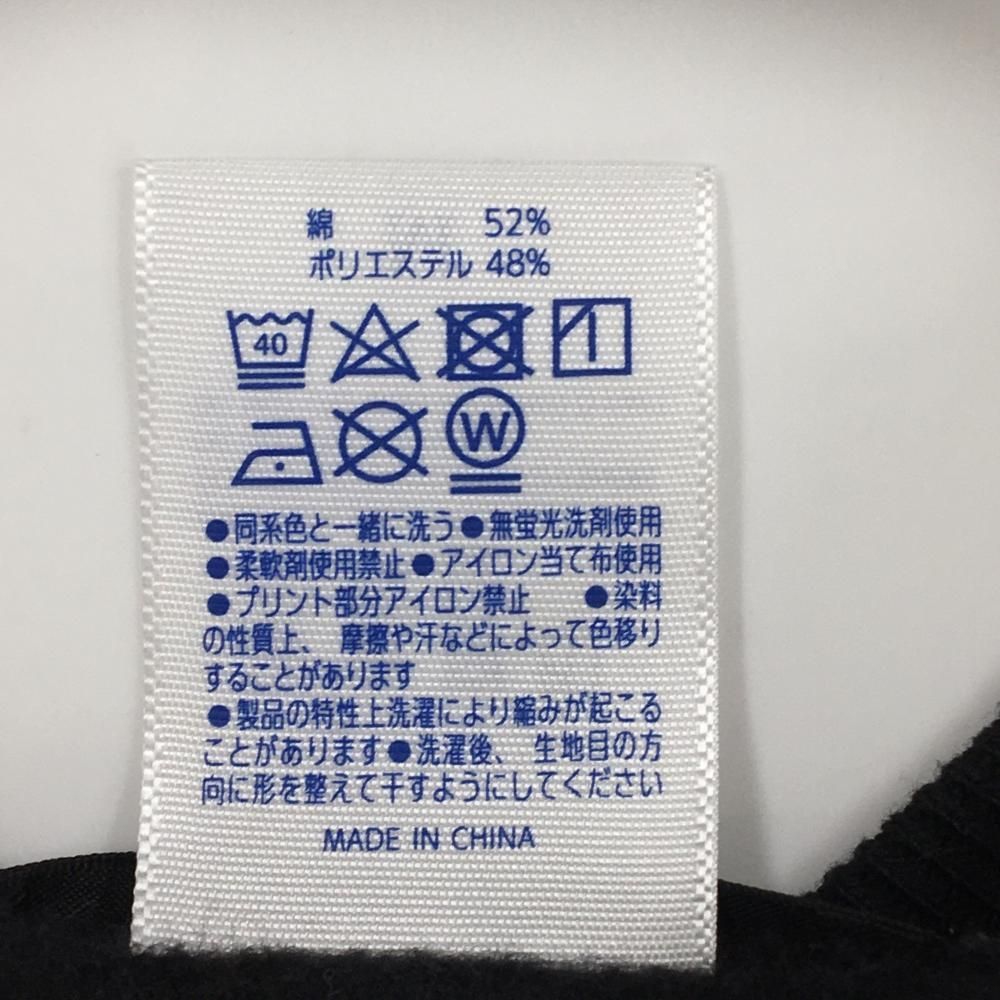 綿 52%
ポリエステル 48%
40
W
●同系色と一緒に洗う●無蛍光洗剤使用
●柔軟剤使用禁止●アイロン当て布使用
●プリント部分アイロン禁止 ●染料
の性質上、 摩擦や汗などによって色移り
することがあります
●製品の特性上洗濯により縮みが起こる
ことがあります●洗濯後、 生地目の方
向に形を整えて干すようにしてください
MADE IN CHINA